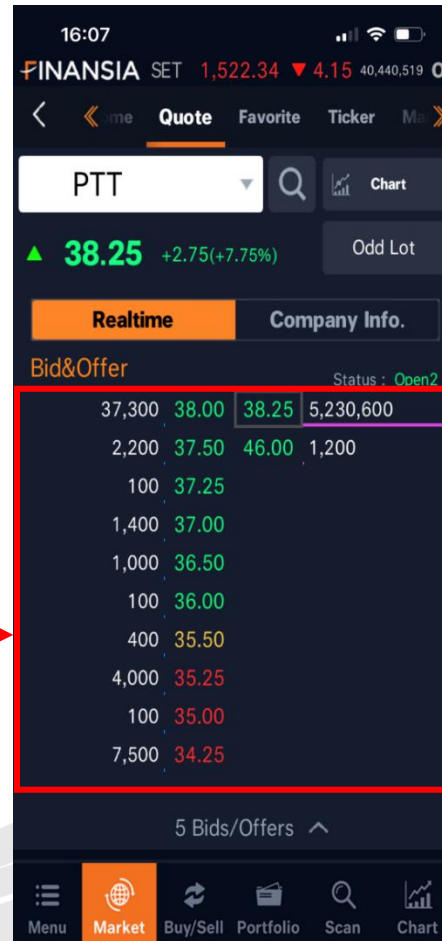 16:07
FINANSIA SET 1,522.34 ▼ 4.15 40,440,519
Quote Favorite Ticker
PTT Chart
▲ 38.25 +2.75(+7.75%) Odd Lot
Realtime Company Info.
Bid&Offer Status : Open2
37,300 38.00 38.25 5,230,600
2,200 37.50 46.00 1,200
100 37.25
1,400 37.00
1,000 36.50
100 36.00
400 35.50
4,000 35.25
100 35.00
7,500 34.25
5 Bids/Offers
Menu Market Buy/Sell Portfolio Scan Chart